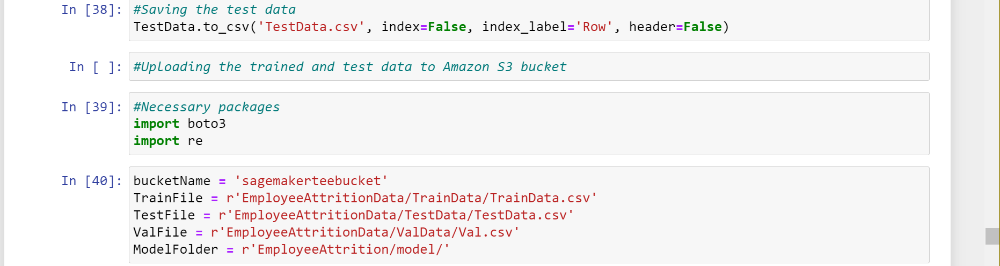 In [38]: #Saving the test data
TestData.to_csv('TestData.csv', index=False, index_label='Row', header=False)
In [ ]: #Uploading the trained and test data to Amazon S3 bucket
In [39]: #Necessary packages
import boto3
import re
In [40]: bucketName = 'sagemakerteebucket'
TrainFile = r'EmployeeAttritionData/TrainData/TrainData.csv'
TestFile = r'EmployeeAttritionData/TestData/TestData.csv'
ValFile = r'EmployeeAttritionData/ValData/Val.csv'
ModelFolder = r'EmployeeAttrition/model/'